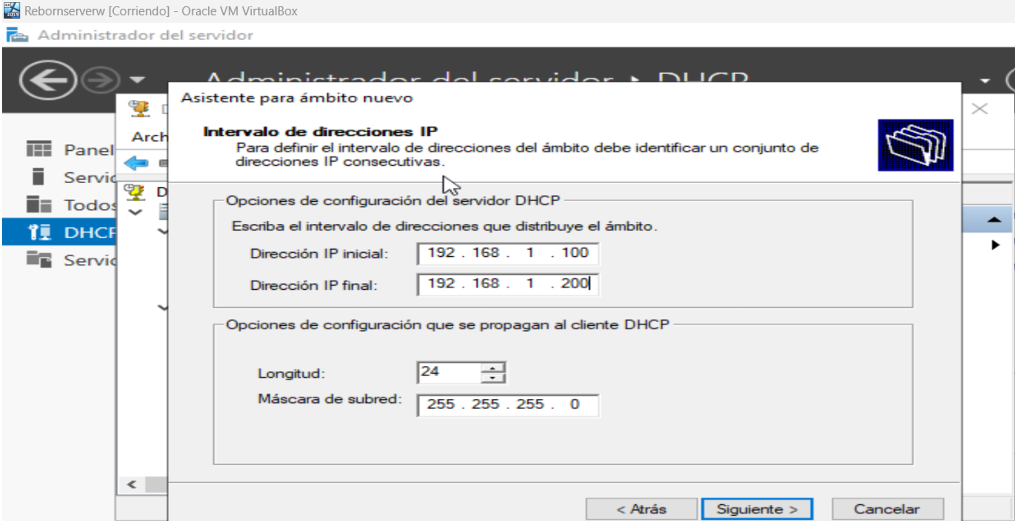 Rebornserverw [Corriendo] - Oracle VM VirtualBox
Administrador del servidor
Administrador del servidor DHCP
Asistente para ámbito nuevo
Arch
Intervalo de direcciones IP
Para definir el intervalo de direcciones del ámbito debe identificar un conjunto de
direcciones IP consecutivas.
Panel
Servic
Todos
DHCP
Servic
D
Opciones de configuración del servidor DHCP
Escriba el intervalo de direcciones que distribuye el ámbito.
Dirección IP inicial: 192 . 168 . 1 . 100
Dirección IP final: 192 . 168 . 1 . 200
Opciones de configuración que se propagan al cliente DHCP
Longitud: 24
Máscara de subred: 255 . 255 . 255 . 0
< Atrás Siguiente > Cancelar